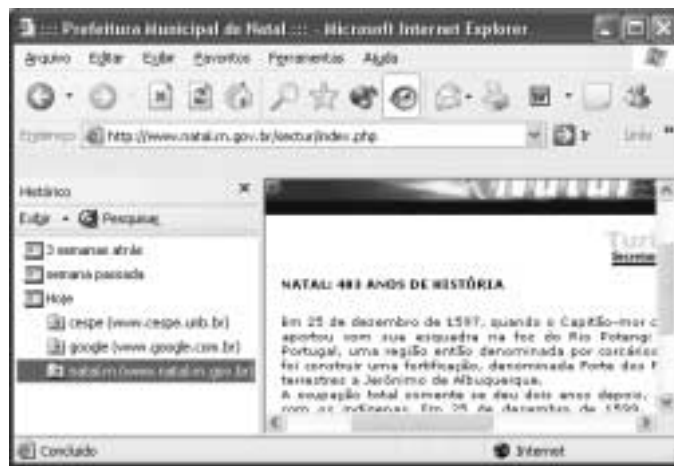 ::: Prefeitura Municipal de Natal ::: - Microsoft Internet Explorer
Arquivo Editar Exibir Favoritos Ferramentas Ajuda
Endereço http://www.natal.rn.gov.br/sectur/index.php Ir
Histórico
Exibir Pesquisar
3 semanas atrás
semana passada
Hoje
cespe (www.cespe.unb.br)
google (www.google.com.br)
natal.rn (www.natal.rn.gov.br)
NATAL: 403 ANOS DE HISTÓRIA
Em 25 de dezembro de 1597, quando o Capitão-mor
aportou com sua esquadra na foz do Rio Potengi
Portugal, uma região então denominada por corsários
foi construir uma fortificação, denominada Forte dos
terrestres a Jerônimo de Albuquerque.
A ocupação total somente se deu dois anos depois,
com os indígenas. Em 25 de dezembro de 1599,
Concluído Internet